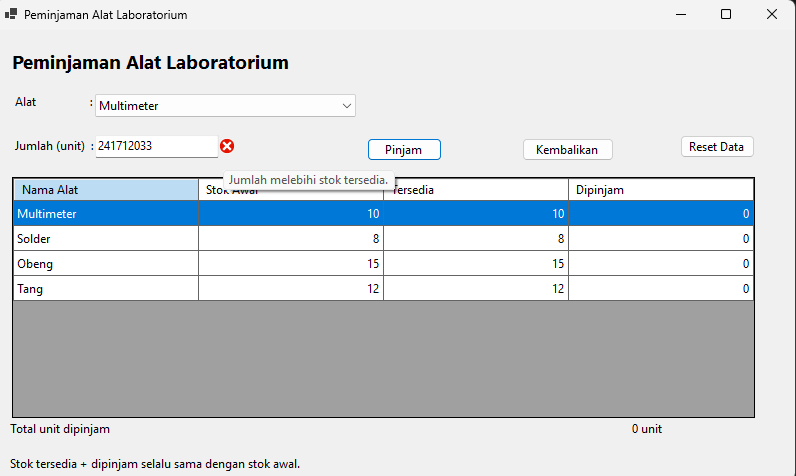 Peminjaman Alat Laboratorium
Peminjaman Alat Laboratorium
Alat : Multimeter
Jumlah (unit) : 241712033 Pinjam Kembalikan Reset Data
Jumlah melebihi stok tersedia.
Nama Alat Stok Awal Tersedia Dipinjam
Multimeter 10 10 0
Solder 8 8 0
Obeng 15 15 0
Tang 12 12 0
Total unit dipinjam 0 unit
Stok tersedia + dipinjam selalu sama dengan stok awal.